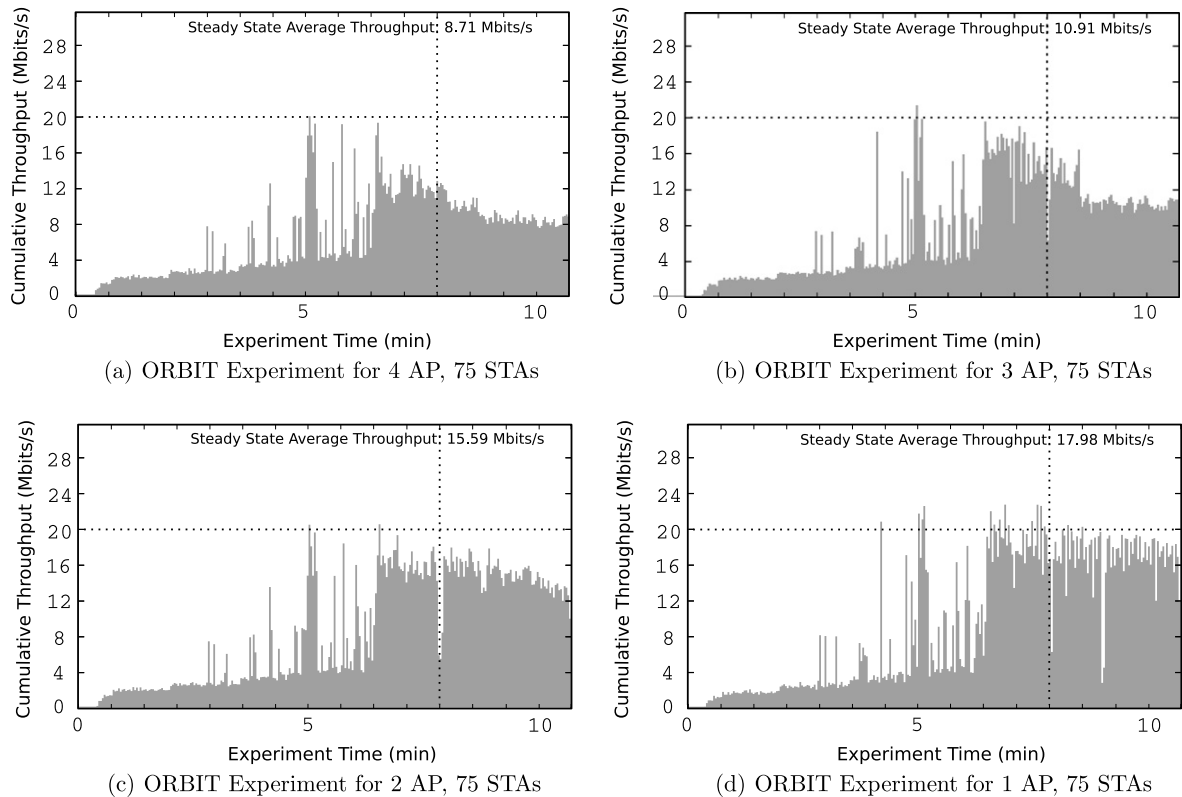 Steady State Average Throughput: 8.71 Mbits/s
Cumulative Throughput (Mbits/s)
28
24
20
16
12
8
4
0
0 5 10
Experiment Time (min)
(a) ORBIT Experiment for 4 AP, 75 STAs
Steady State Average Throughput: 10.91 Mbits/s
Cumulative Throughput (Mbits/s)
28
24
20
16
12
8
4
0
0 5 10
Experiment Time (min)
(b) ORBIT Experiment for 3 AP, 75 STAs
Steady State Average Throughput: 15.59 Mbits/s
Cumulative Throughput (Mbits/s)
28
24
20
16
12
8
4
0
0 5 10
Experiment Time (min)
(c) ORBIT Experiment for 2 AP, 75 STAs
Steady State Average Throughput: 17.98 Mbits/s
Cumulative Throughput (Mbits/s)
28
24
20
16
12
8
4
0
0 5 10
Experiment Time (min)
(d) ORBIT Experiment for 1 AP, 75 STAs